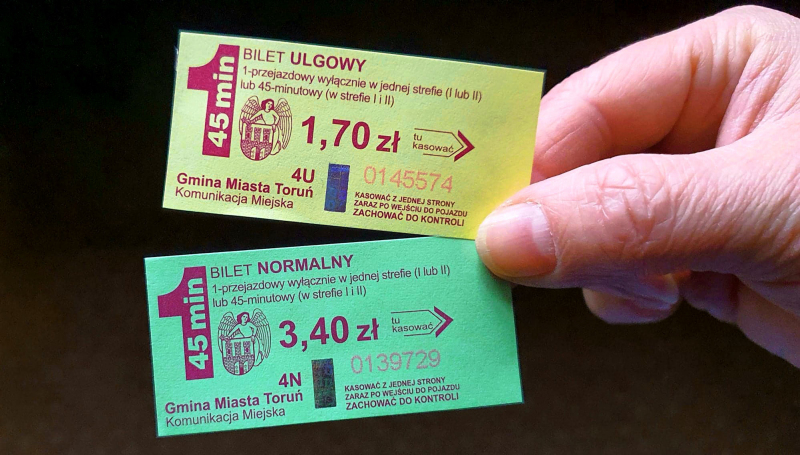 1
45 min
BILET ULGOWY
1-przejazdowy wyłącznie w jednej strefie (I lub II)
lub 45-minutowy (w strefie I i II)
1,70 zł
tu
kasować
4U
0145574
Gmina Miasta Toruń
Komunikacja Miejska
KASOWAĆ Z JEDNEJ STRONY
ZARAZ PO WEJŚCIU DO POJAZDU
ZACHOWAĆ DO KONTROLI
1
45 min
BILET NORMALNY
1-przejazdowy wyłącznie w jednej strefie (I lub II)
lub 45-minutowy (w strefie I i II)
3,40 zł
tu
kasować
4N
0139729
Gmina Miasta Toruń
Komunikacja Miejska
KASOWAĆ Z JEDNEJ STRONY
ZARAZ PO WEJŚCIU DO POJAZDU
ZACHOWAĆ DO KONTROLI